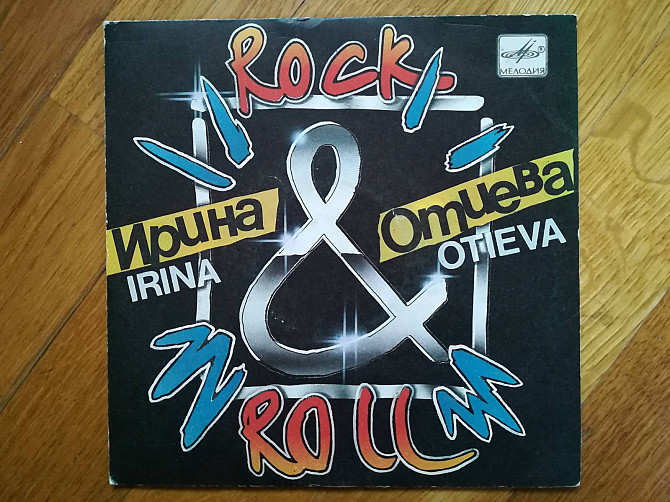 ROCK
МЕЛОДИЯ
&
Ирина
IRINA
Отиева
OTIEVA
ROLL